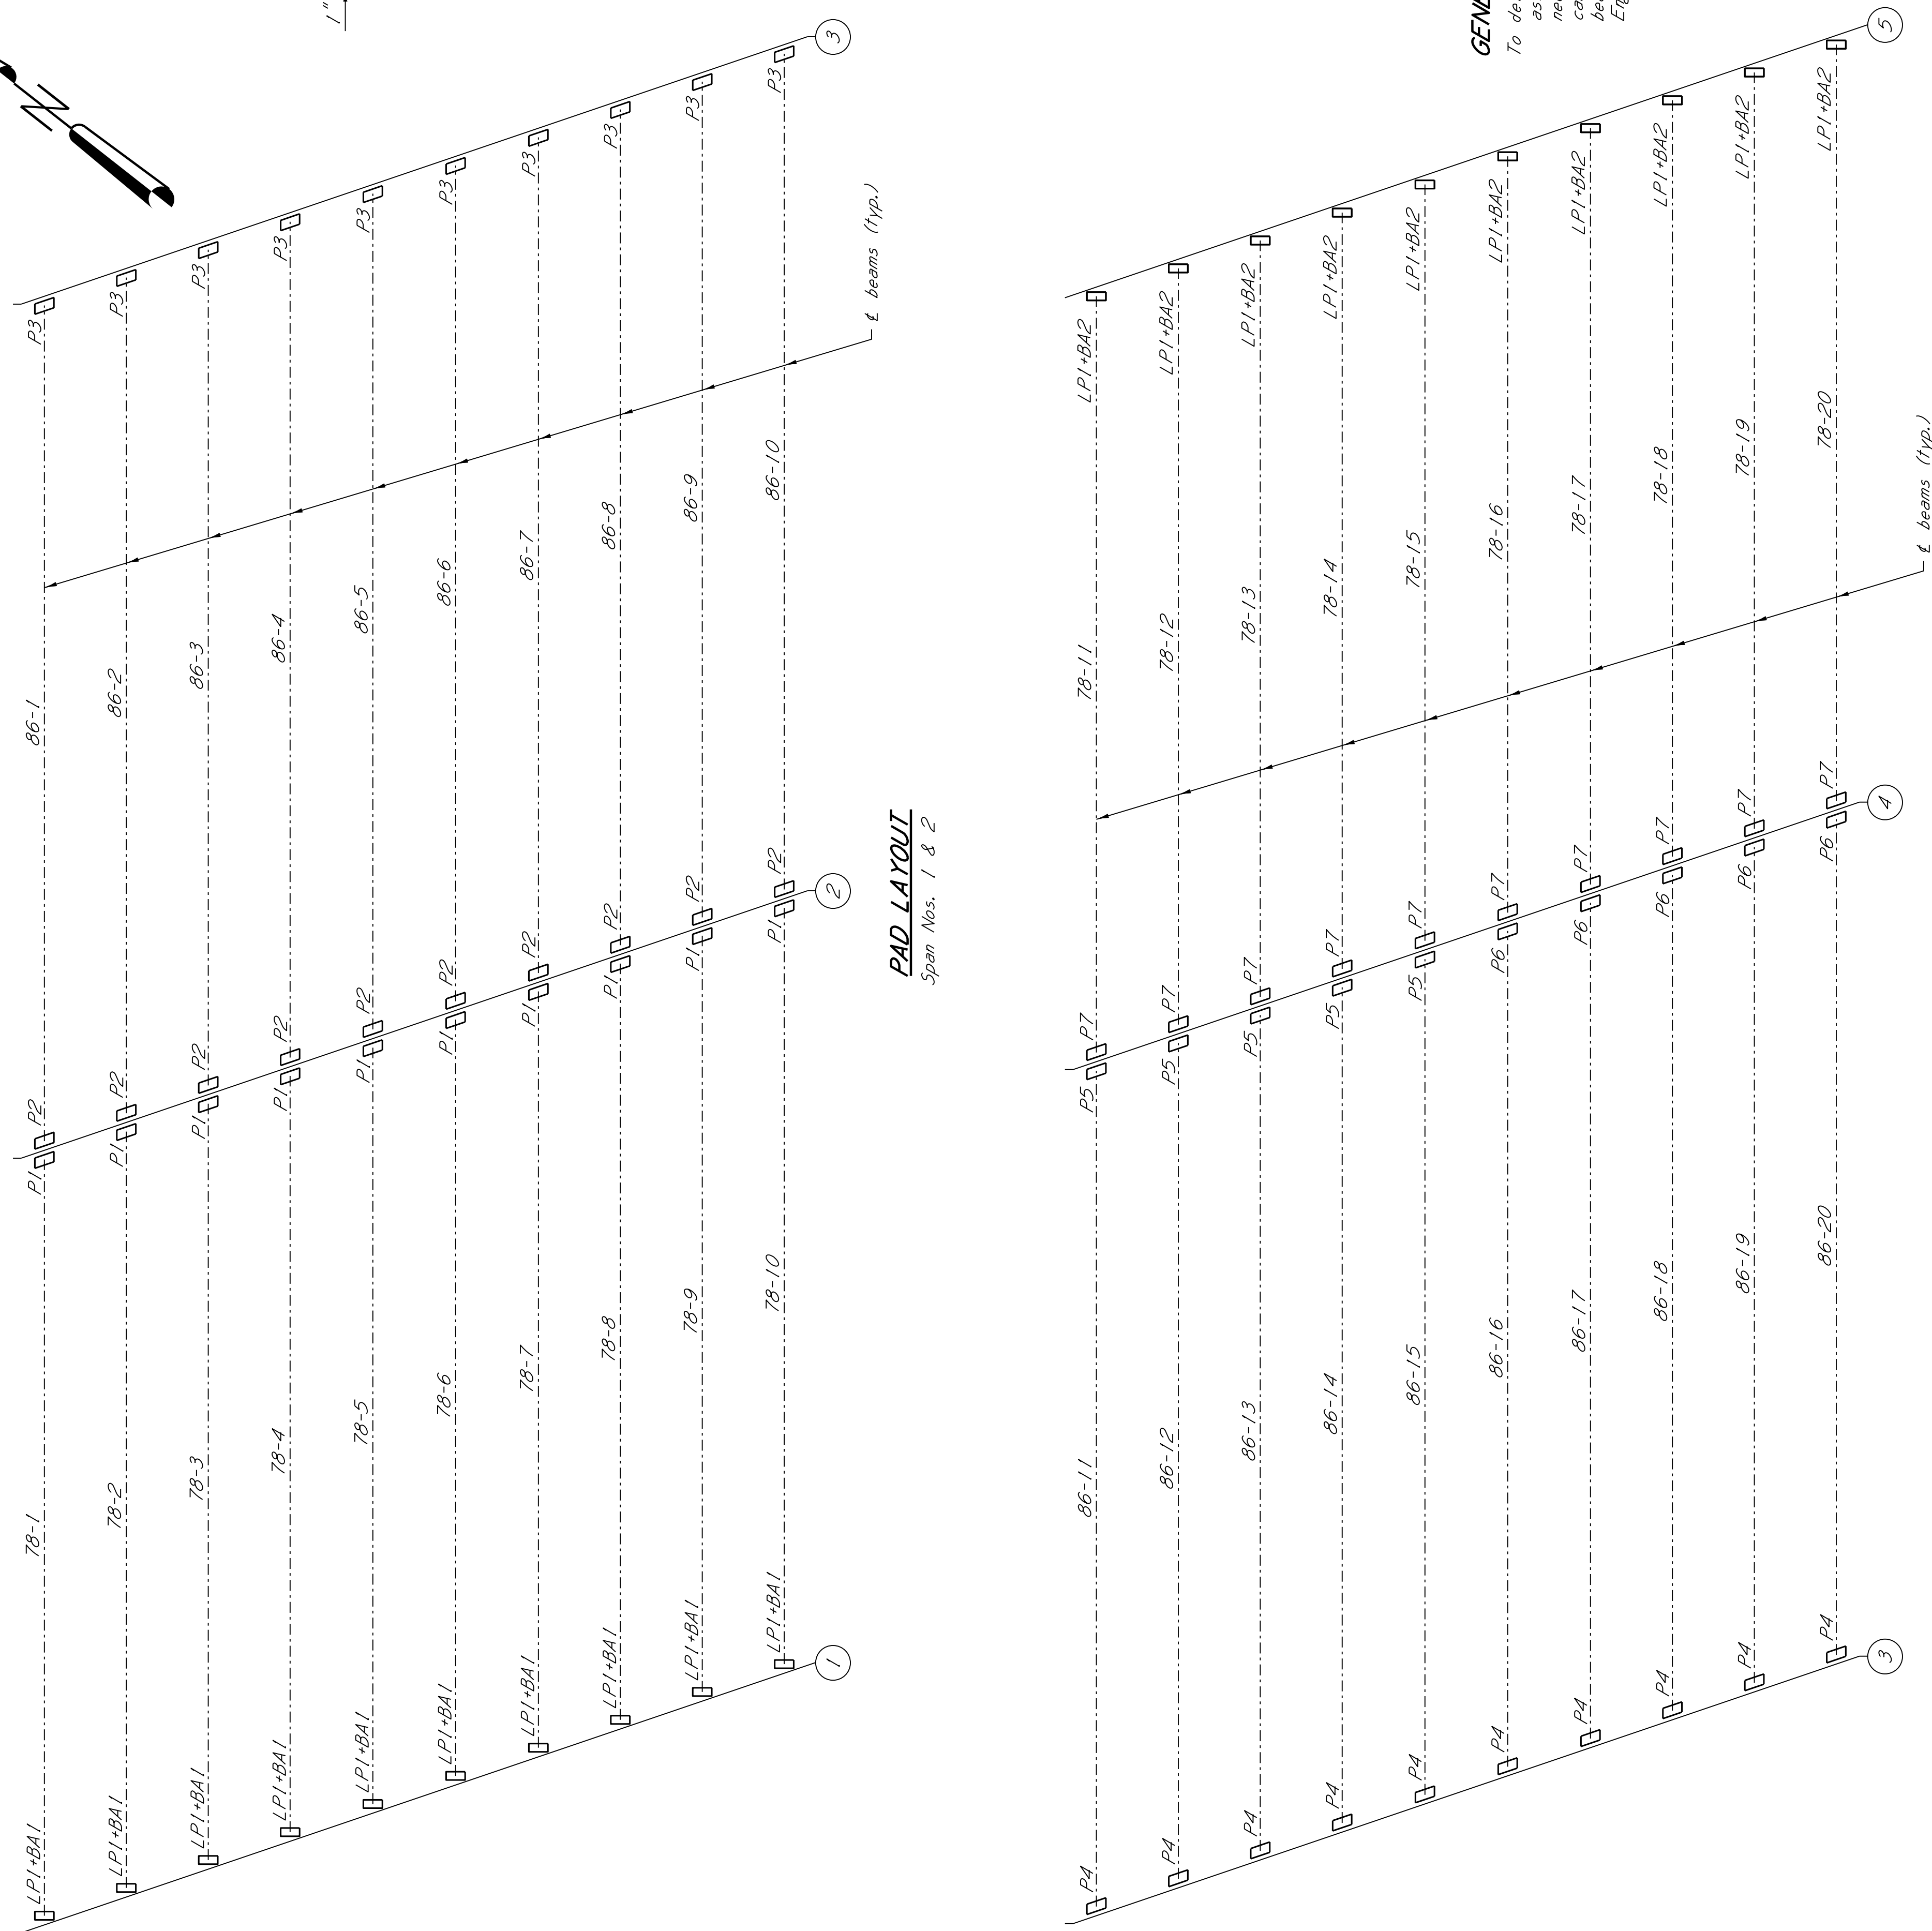 N
LP1+BA1 78-1 P1 P2 86-1 P3
LP1+BA1 78-2 P1 P2 86-2 P3
LP1+BA1 78-3 P1 P2 86-3 P3
LP1+BA1 78-4 P1 P2 86-4 P3
1"
LP1+BA1 78-5 P1 P2 86-5 P3
LP1+BA1 78-6 P1 P2 86-6 P3
LP1+BA1 78-7 P1 P2 86-7 P3
LP1+BA1 78-8 P1 P2 86-8 P3
LP1+BA1 78-9 P1 P2 86-9 P3
LP1+BA1 78-10 P1 P2 86-10 P3
1 2 3
℄ beams (typ.)
PAD LAYOUT
Span Nos. 1 & 2
P4 86-11 P5 P7 78-11 LP1+BA2
P4 86-12 P5 P7 78-12 LP1+BA2
P4 86-13 P5 P7 78-13 LP1+BA2
P4 86-14 P5 P7 78-14 LP1+BA2
P4 86-15 P5 P7 78-15 LP1+BA2
P4 86-16 P6 P7 78-16 LP1+BA2
P4 86-17 P6 P7 78-17 LP1+BA2
P4 86-18 P6 P7 78-18 LP1+BA2
P4 86-19 P6 P7 78-19 LP1+BA2
P4 86-20 P6 P7 78-20 LP1+BA2
3 4 5
℄ beams (typ.)
To
as